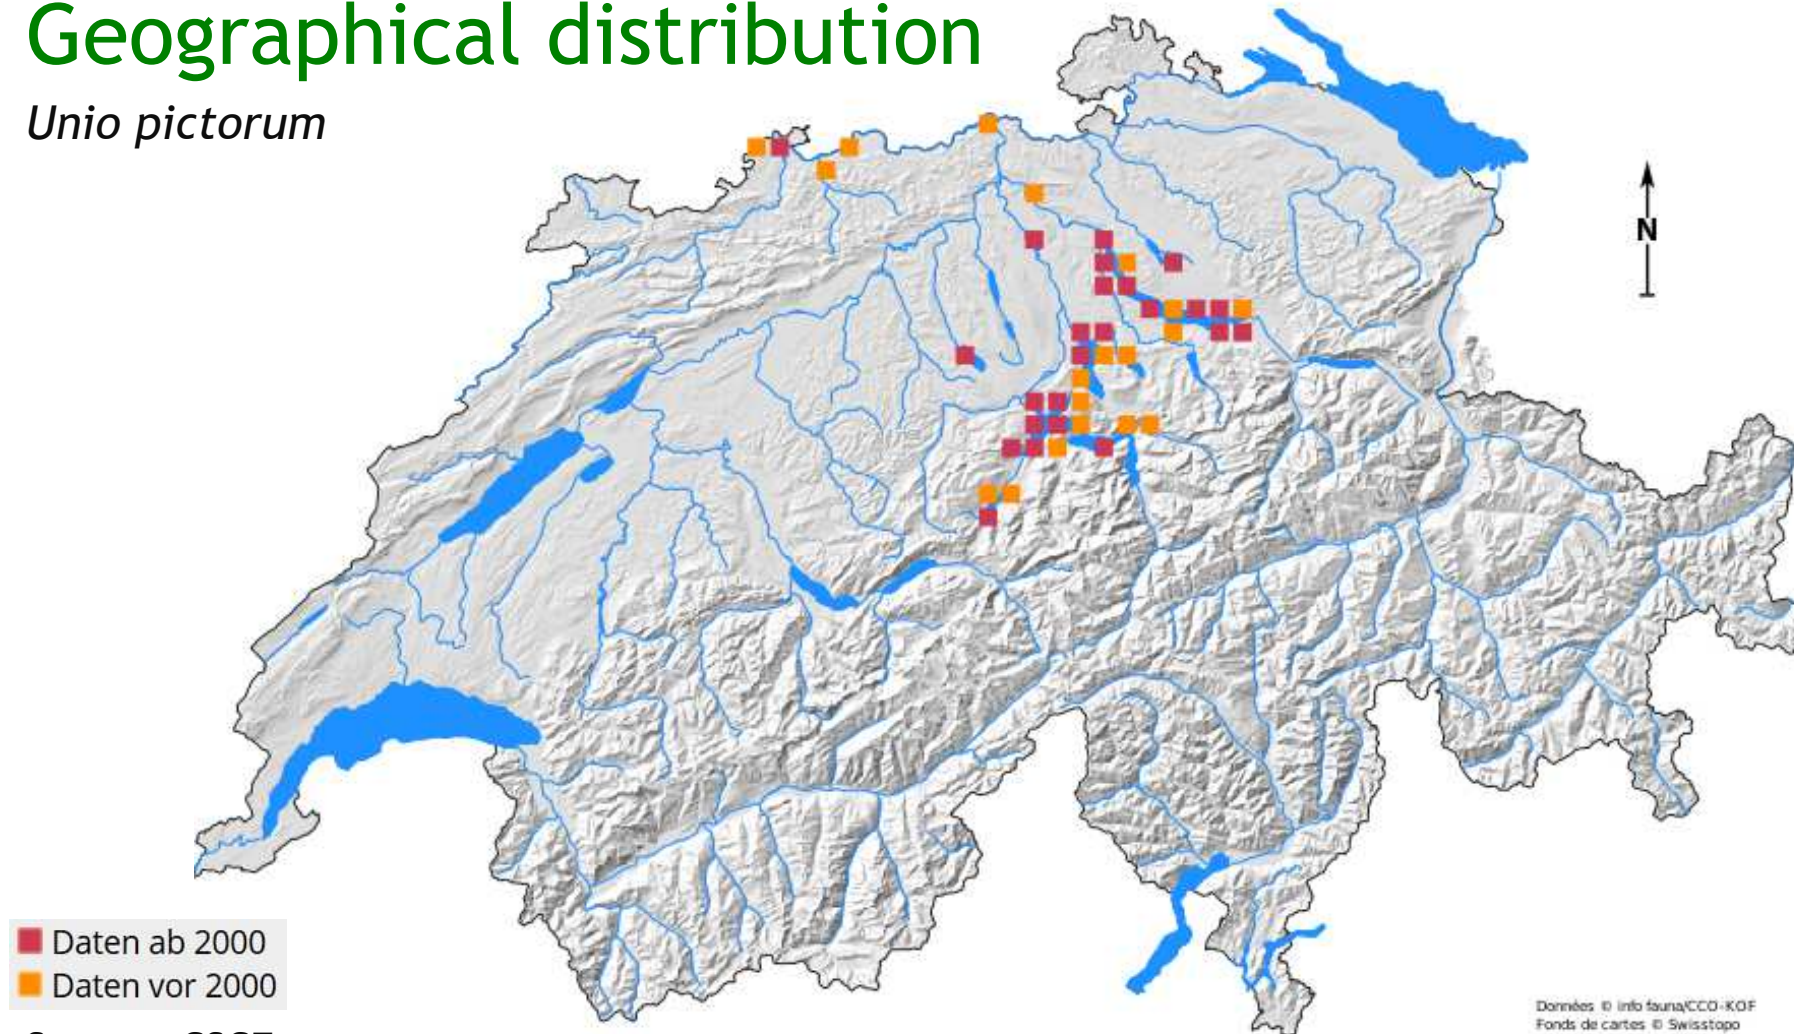 Geographical distribution
Unio pictorum
N
Daten ab 2000
Daten vor 2000
Données © info fauna/CCO-KOF
Fonds de cartes © Swisstopo